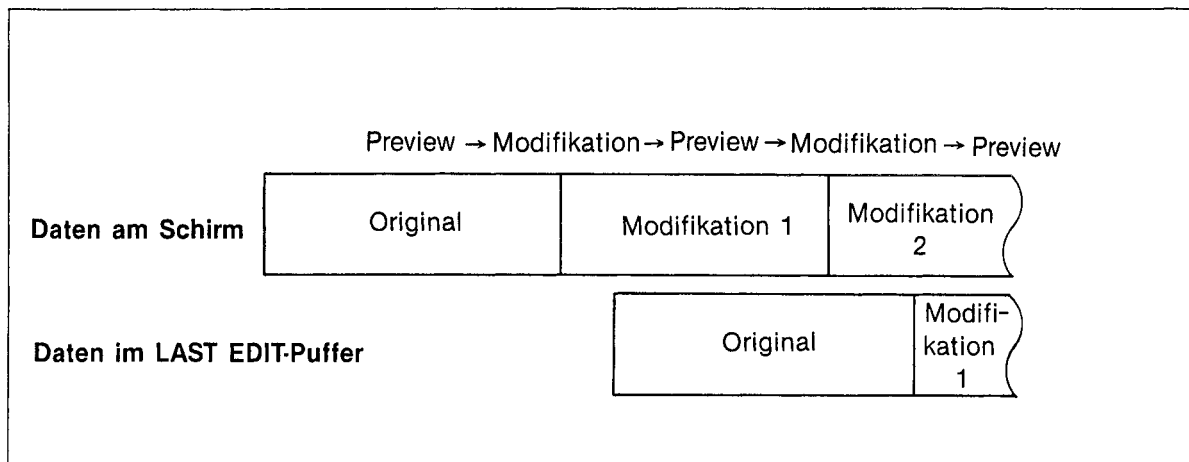 Preview → Modifikation → Preview → Modifikation → Preview
Daten am Schirm
Original
Modifikation 1
Modifikation
2
Daten im LAST EDIT-Puffer
Original
Modifi-
kation
1